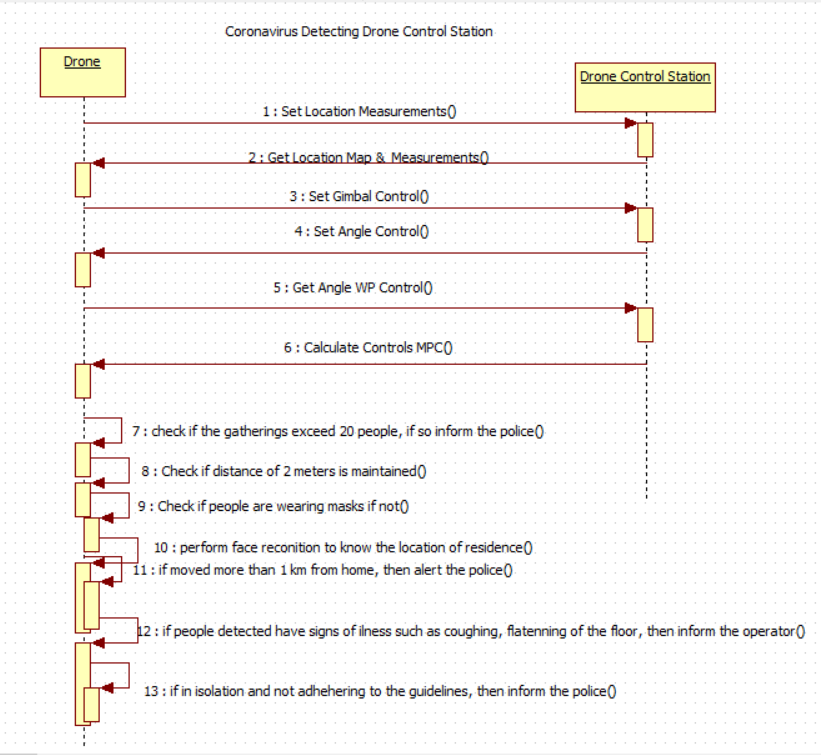 Coronavirus Detecting Drone Control Station
Drone
Drone Control Station
1 : Set Location Measurements()
2 : Get Location Map & Measurements()
3 : Set Gimbal Control()
4 : Set Angle Control()
5 : Get Angle WP Control()
6 : Calculate Controls MPC()
7 : check if the gatherings exceed 20 people, if so inform the police()
8 : Check if distance of 2 meters is maintained()
9 : Check if people are wearing masks if not()
10 : perform face reconition to know the location of residence()
11 : if moved more than 1 km from home, then alert the police()
12 : if people detected have signs of ilness such as coughing, flatenning of the floor, then inform the operator()
13 : if in isolation and not adhehering to the guidelines, then inform the police()